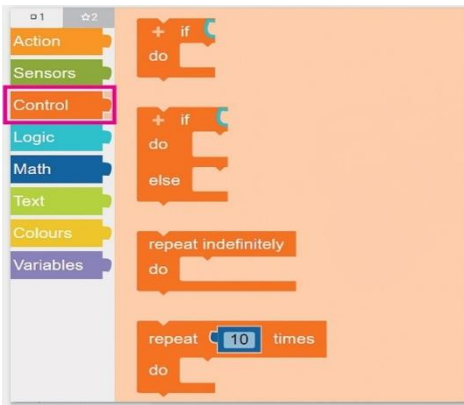 1 2
Action
Sensors
Control
Logic
Math
Text
Colours
Variables
+ if
do
+ if
do
else
repeat indefinitely
do
repeat 10 times
do